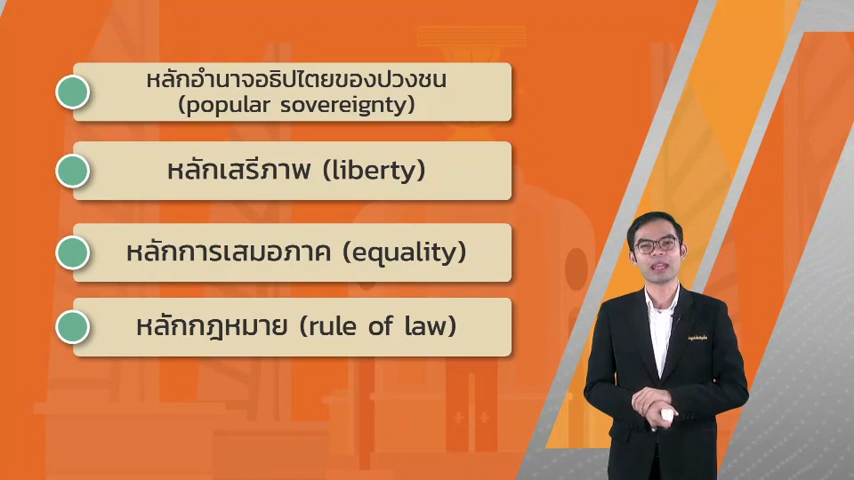 หลักอำนาจอธิปไตยของปวงชน
(popular sovereignty)
หลักเสรีภาพ (liberty)
หลักการเสมอภาค (equality)
หลักกฎหมาย (rule of law)